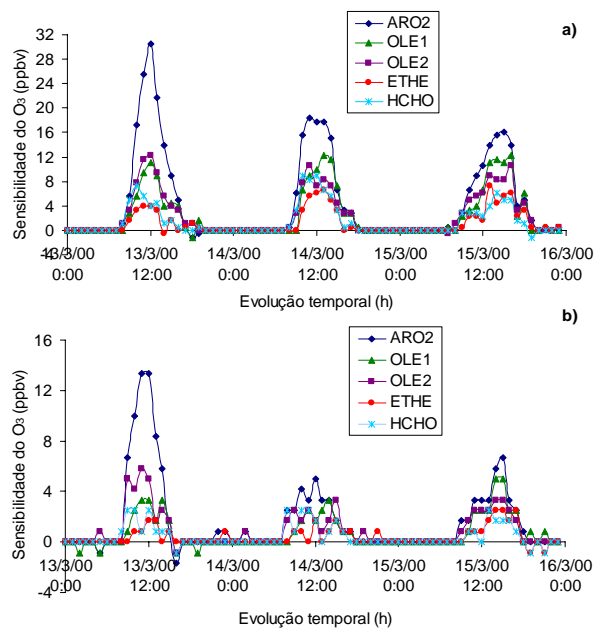 a)
ARO2
OLE1
OLE2
ETHE
HCHO
Sensibilidade do O3 (ppbv)
32
28
24
20
16
12
8
4
0
-4
13/3/00 13/3/00 14/3/00 14/3/00 15/3/00 15/3/00 16/3/00
0:00 12:00 0:00 12:00 0:00 12:00 0:00
Evolução temporal (h)
b)
ARO2
OLE1
OLE2
ETHE
HCHO
Sensibilidade do O3 (ppbv)
16
12
8
4
0
-4
13/3/00 13/3/00 14/3/00 14/3/00 15/3/00 15/3/00 16/3/00
0:00 12:00 0:00 12:00 0:00 12:00 0:00
Evolução temporal (h)